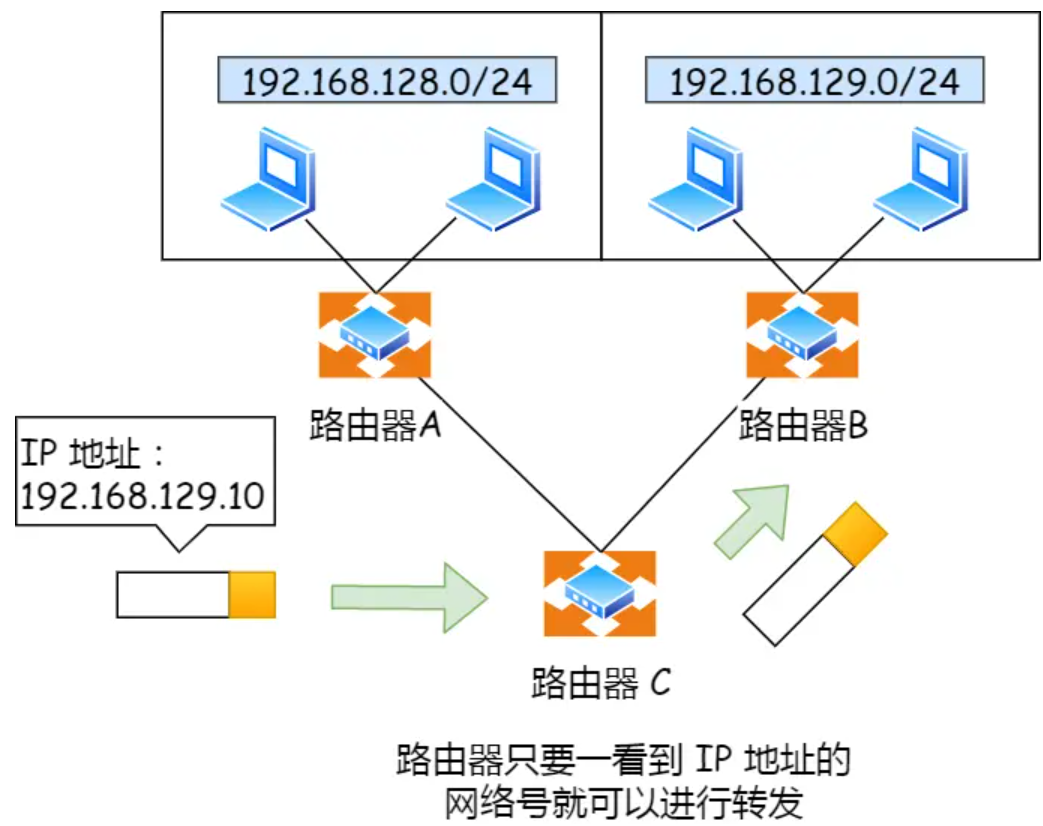 192.168.128.0/24
192.168.129.0/24
路由器A
路由器B
IP 地址：
192.168.129.10
路由器 C
路由器只要一看到 IP 地址的
网络号就可以进行转发